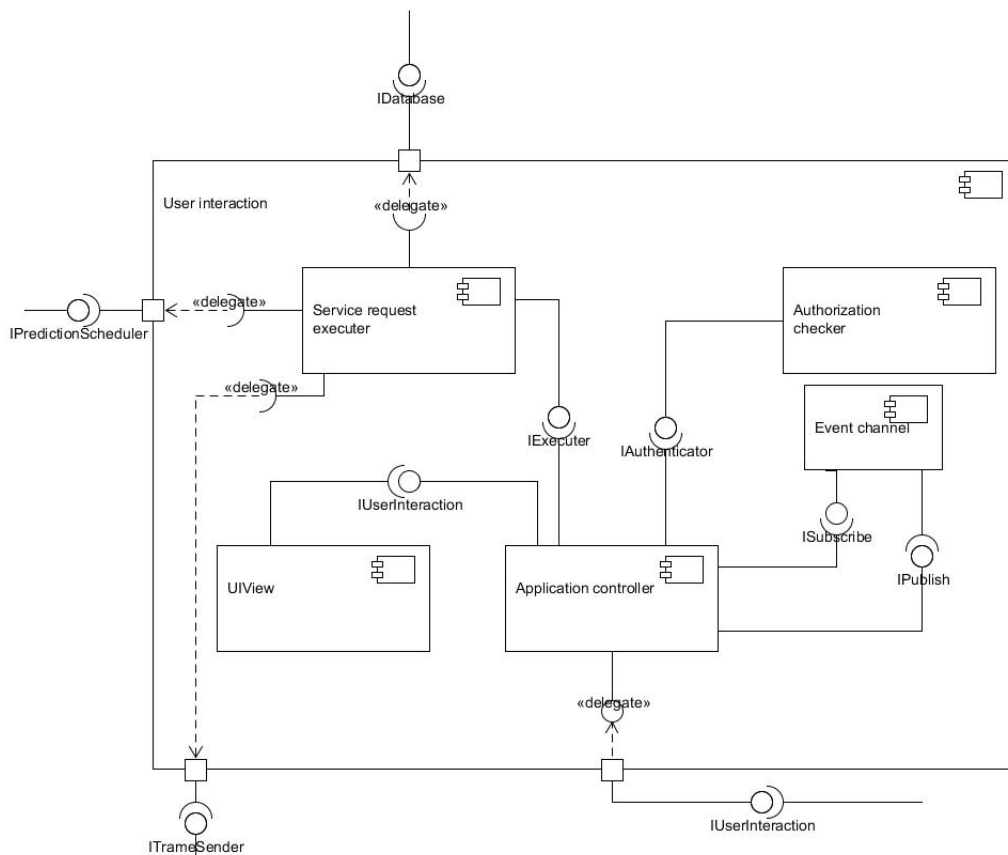 IDatabase
User interaction
«delegate»
«delegate»
IPredictionScheduler
Service request
executer
Authorization
checker
«delegate»
Event channel
IExecuter
IAuthenticator
IUserInteraction
ISubscribe
IPublish
UIView
Application controller
«delegate»
IUserInteraction
ITrameSender